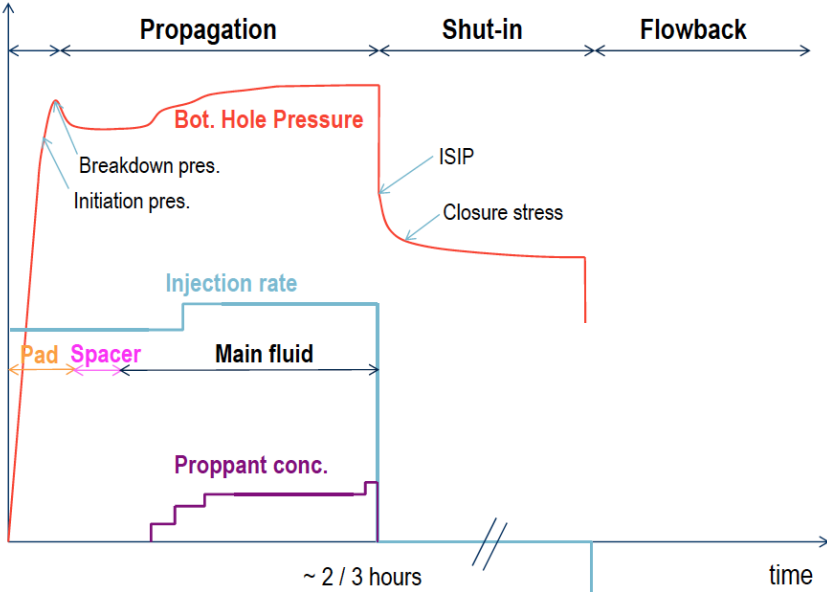 Propagation Shut-in Flowback
Bot. Hole Pressure
Breakdown pres.
Initiation pres.
ISIP
Closure stress
Injection rate
Pad Spacer Main fluid
Proppant conc.
~ 2 / 3 hours
time